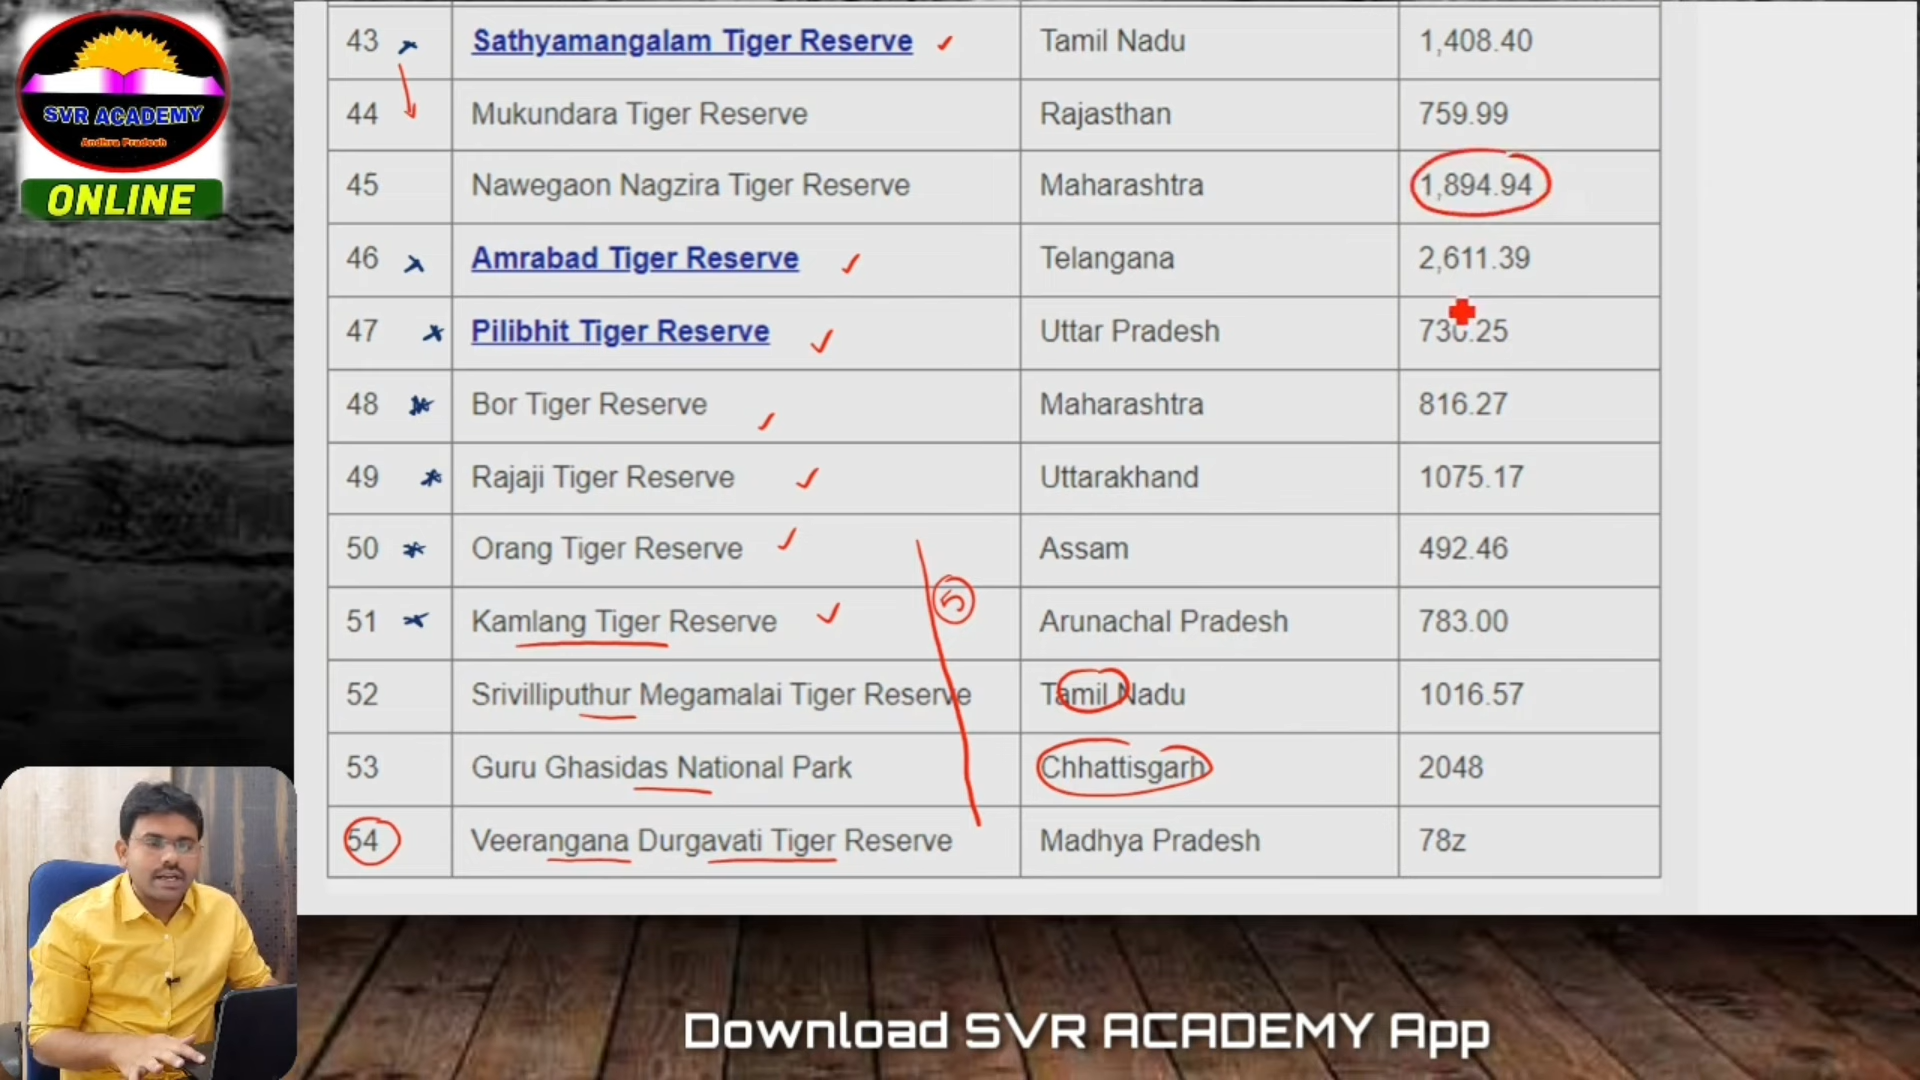 SVR ACADEMY
Andhra Pradesh
ONLINE
43 Sathyamangalam Tiger Reserve Tamil Nadu 1,408.40
44 Mukundara Tiger Reserve Rajasthan 759.99
45 Nawegaon Nagzira Tiger Reserve Maharashtra 1,894.94
46 Amrabad Tiger Reserve Telangana 2,611.39
47 Pilibhit Tiger Reserve Uttar Pradesh 730.25
48 Bor Tiger Reserve Maharashtra 816.27
49 Rajaji Tiger Reserve Uttarakhand 1075.17
50 Orang Tiger Reserve Assam 492.46
5
51 Kamlang Tiger Reserve Arunachal Pradesh 783.00
52 Srivilliputhur Megamalai Tiger Reserve Tamil Nadu 1016.57
53 Guru Ghasidas National Park Chhattisgarh 2048
54 Veerangana Durgavati Tiger Reserve Madhya Pradesh 78z
Download SVR ACADEMY App